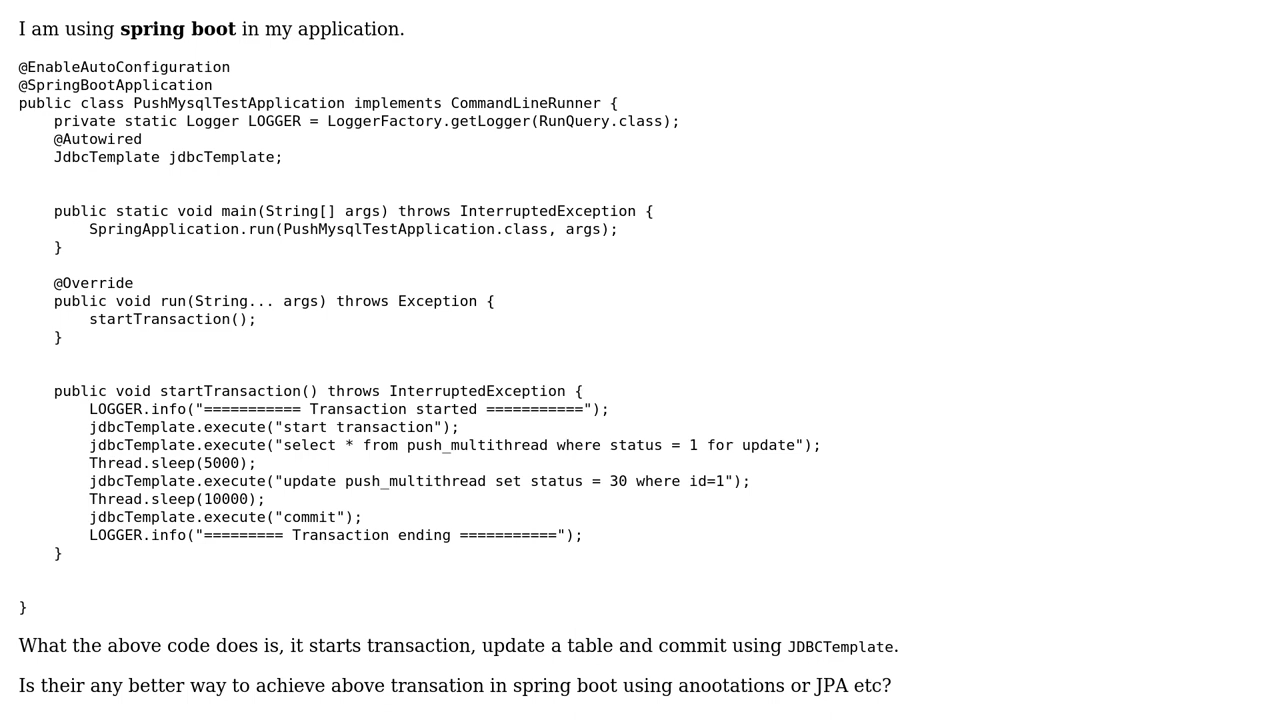 I am using spring boot in my application.
@EnableAutoConfiguration
@SpringBootApplication
public class PushMysqlTestApplication implements CommandLineRunner {
    private static Logger LOGGER = LoggerFactory.getLogger(RunQuery.class);
    @Autowired
    JdbcTemplate jdbcTemplate;
    public static void main(String[] args) throws InterruptedException {
        SpringApplication.run(PushMysqlTestApplication.class, args);
    }
    @Override
    public void run(String... args) throws Exception {
        startTransaction();
    }
    public void startTransaction() throws InterruptedException {
        LOGGER.info("=========== Transaction started ===========");
        jdbcTemplate.execute("start transaction");
        jdbcTemplate.execute("select * from push_multithread where status = 1 for update");
        Thread.sleep(5000);
        jdbcTemplate.execute("update push_multithread set status = 30 where id=1");
        Thread.sleep(10000);
        jdbcTemplate.execute("commit");
        LOGGER.info("========= Transaction ending ===========");
    }
}
What the above code does is, it starts transaction, update a table and commit using JDBCTemplate.
Is their any better way to achieve above transation in spring boot using anootations or JPA etc?